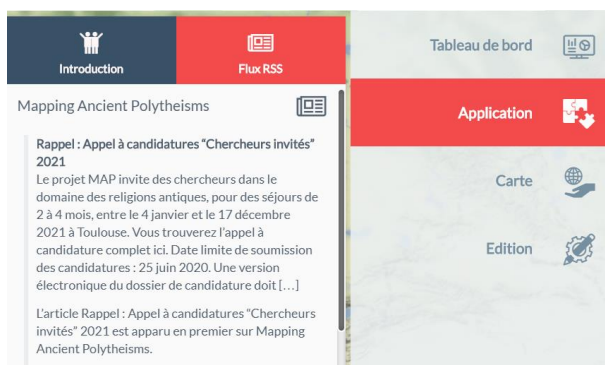 Introduction
Flux RSS
Mapping Ancient Polytheisms
Rappel : Appel à candidatures “Chercheurs invités”
2021
Le projet MAP invite des chercheurs dans le
domaine des religions antiques, pour des séjours de
2 à 4 mois, entre le 4 janvier et le 17 décembre
2021 à Toulouse. Vous trouverez l'appel à
candidature complet ici. Date limite de soumission
des candidatures : 25 juin 2020. Une version
électronique du dossier de candidature doit […]
L'article Rappel : Appel à candidatures “Chercheurs
invités” 2021 est apparu en premier sur Mapping
Ancient Polytheisms.
Tableau de bord
Application
Carte
Edition